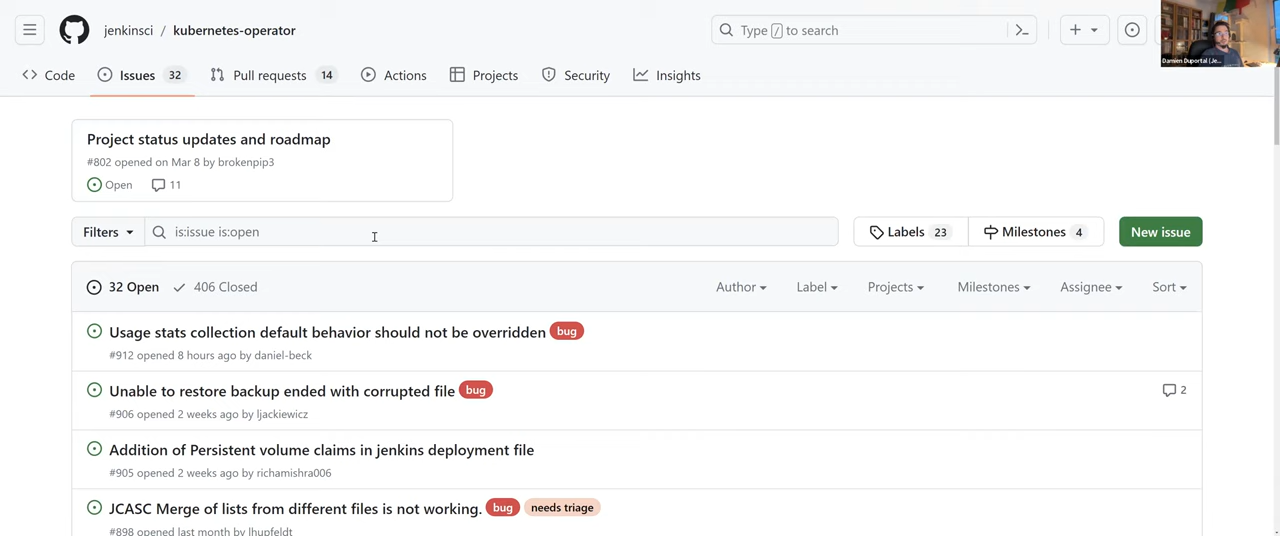 jenkinsci / kubernetes-operator
Type / to search
Damien Duportal (Je...
Code
Issues 32
Pull requests 14
Actions
Projects
Security
Insights
Project status updates and roadmap
#802 opened on Mar 8 by brokenpip3
Open 11
Filters
is:issue is:open
Labels 23
Milestones 4
New issue
32 Open
406 Closed
Author
Label
Projects
Milestones
Assignee
Sort
Usage stats collection default behavior should not be overridden bug
#912 opened 8 hours ago by daniel-beck
Unable to restore backup ended with corrupted file bug
2
#906 opened 2 weeks ago by ljackiewicz
Addition of Persistent volume claims in jenkins deployment file
#905 opened 2 weeks ago by richamishra006
JCASC Merge of lists from different files is not working. bug needs triage
#898 opened last month by lhupfeldt